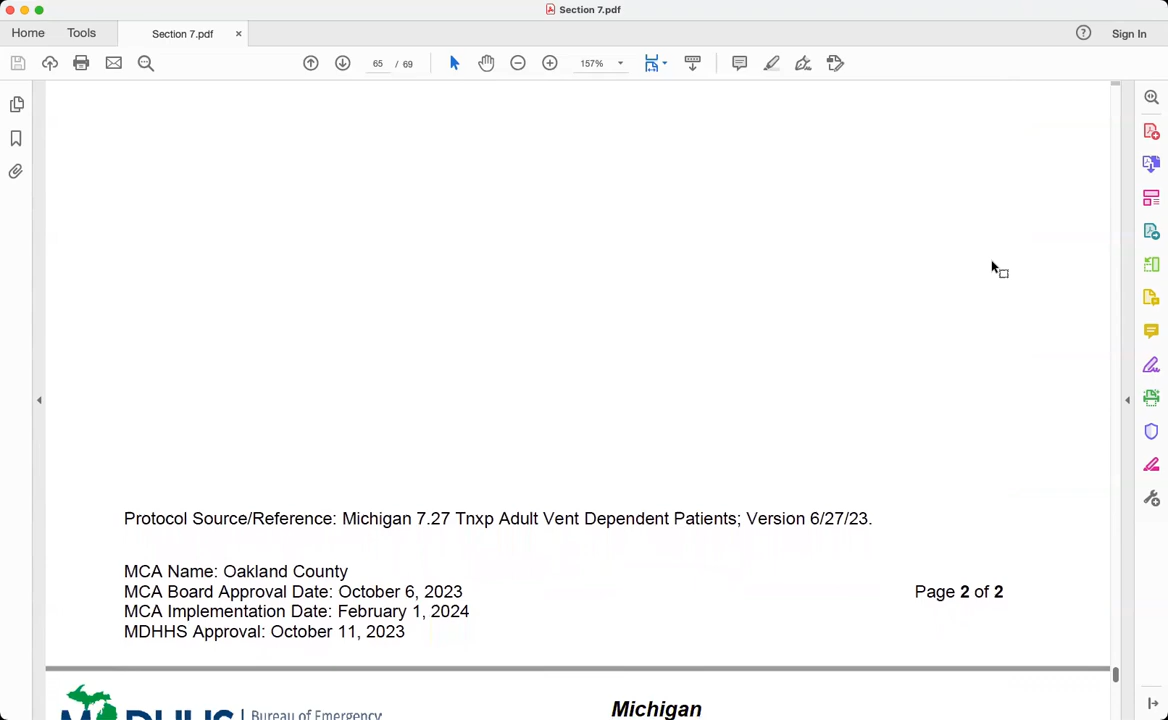 Section 7.pdf
Home Tools Section 7.pdf × Sign In
65 / 69 157%
Protocol Source/Reference: Michigan 7.27 Tnxp Adult Vent Dependent Patients; Version 6/27/23.
MCA Name: Oakland County
MCA Board Approval Date: October 6, 2023 Page 2 of 2
MCA Implementation Date: February 1, 2024
MDHHS Approval: October 11, 2023
MDHHS Bureau of Emergency Michigan